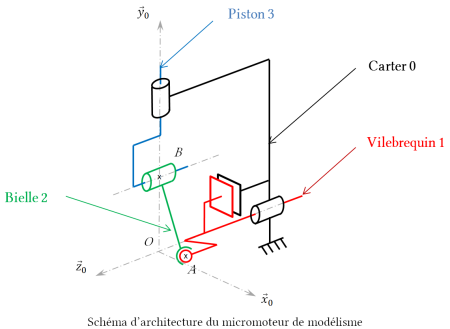 $\vec{y}_0$
Piston 3
Carter 0
Vilebrequin 1
B
Bielle 2
O
A
$\vec{z}_0$
$\vec{x}_0$
Schéma d'architecture du micromoteur de modélisme